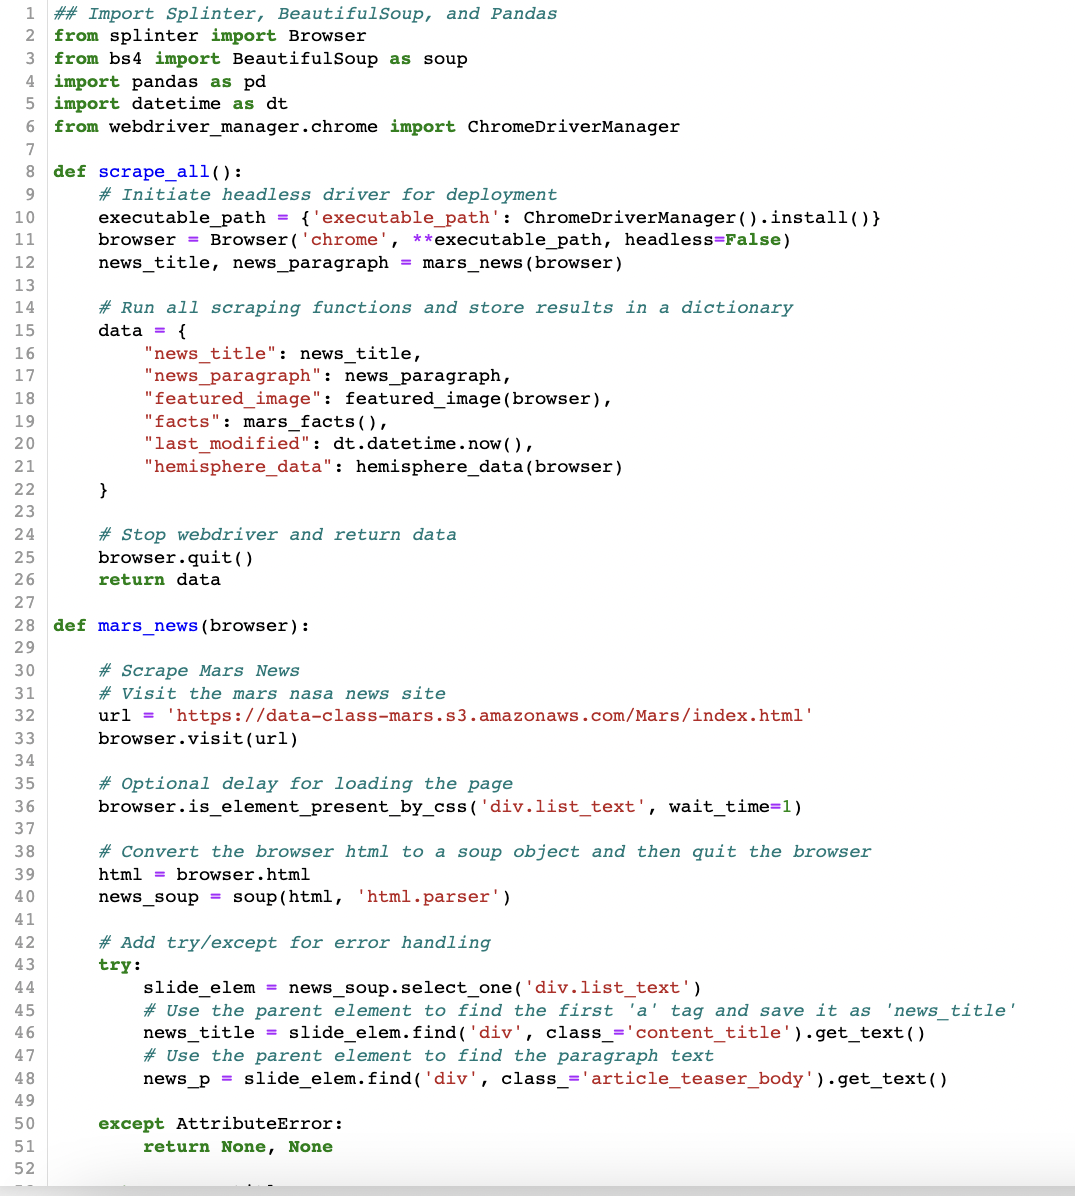 1 ## Import Splinter, BeautifulSoup, and Pandas
2 from splinter import Browser
3 from bs4 import BeautifulSoup as soup
4 import pandas as pd
5 import datetime as dt
6 from webdriver_manager.chrome import ChromeDriverManager
7
8 def scrape_all():
9     # Initiate headless driver for deployment
10     executable_path = {'executable_path': ChromeDriverManager().install()}
11     browser = Browser('chrome', **executable_path, headless=False)
12     news_title, news_paragraph = mars_news(browser)
13
14     # Run all scraping functions and store results in a dictionary
15     data = {
16         "news_title": news_title,
17         "news_paragraph": news_paragraph,
18         "featured_image": featured_image(browser),
19         "facts": mars_facts(),
20         "last_modified": dt.datetime.now(),
21         "hemisphere_data": hemisphere_data(browser)
22     }
23
24     # Stop webdriver and return data
25     browser.quit()
26     return data
27
28 def mars_news(browser):
29
30     # Scrape Mars News
31     # Visit the mars nasa news site
32     url = 'https://data-class-mars.s3.amazonaws.com/Mars/index.html'
33     browser.visit(url)
34
35     # Optional delay for loading the page
36     browser.is_element_present_by_css('div.list_text', wait_time=1)
37
38     # Convert the browser html to a soup object and then quit the browser
39     html = browser.html
40     news_soup = soup(html, 'html.parser')
41
42     # Add try/except for error handling
43     try:
44         slide_elem = news_soup.select_one('div.list_text')
45         # Use the parent element to find the first 'a' tag and save it as 'news_title'
46         news_title = slide_elem.find('div', class_='content_title').get_text()
47         # Use the parent element to find the paragraph text
48         news_p = slide_elem.find('div', class_='article_teaser_body').get_text()
49
50     except AttributeError:
51         return None, None
52